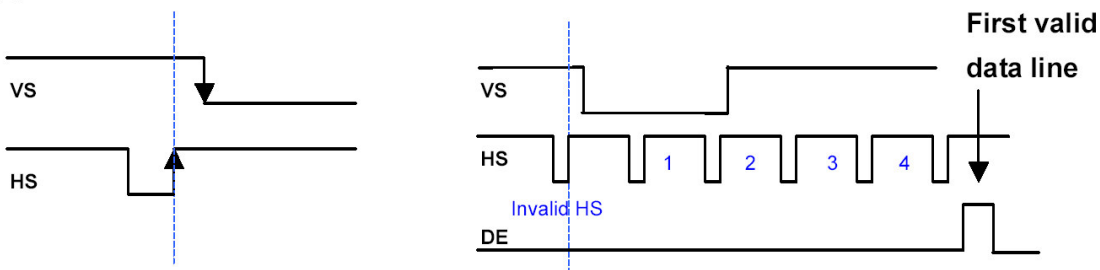 VS
HS
First valid
data line
VS
HS
1
2
3
4
Invalid HS
DE